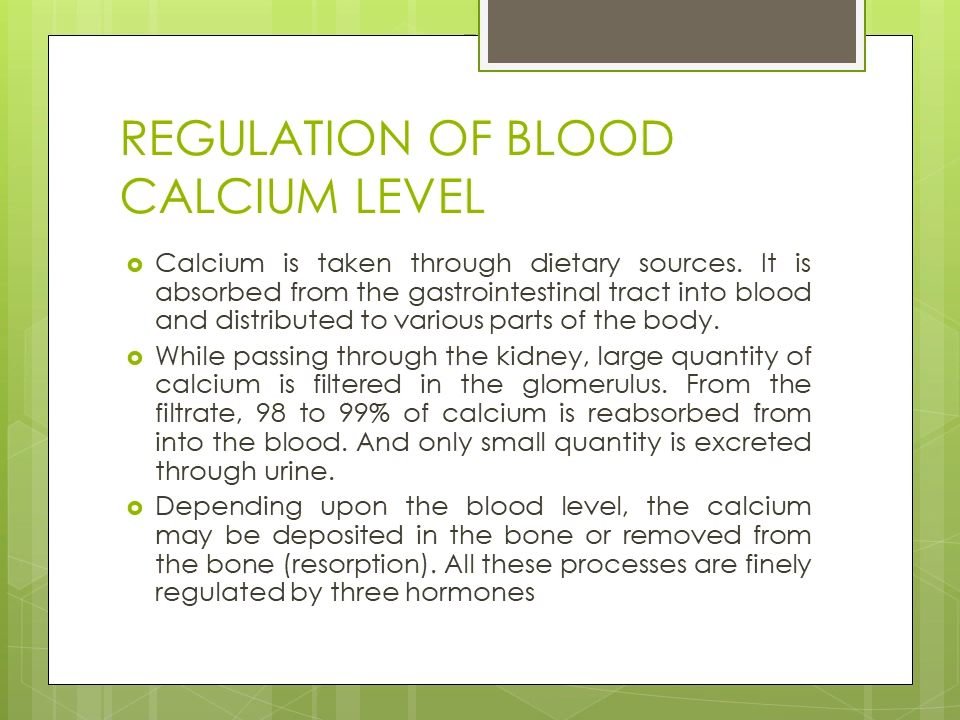 REGULATION OF BLOOD
CALCIUM LEVEL
Calcium is taken through dietary sources. It is
absorbed from the gastrointestinal tract into blood
and distributed to various parts of the body.
While passing through the kidney, large quantity of
calcium is filtered in the glomerulus. From the
filtrate, 98 to 99% of calcium is reabsorbed from
into the blood. And only small quantity is excreted
through urine.
Depending upon the blood level, the calcium
may be deposited in the bone or removed from
the bone (resorption). All these processes are finely
regulated by three hormones